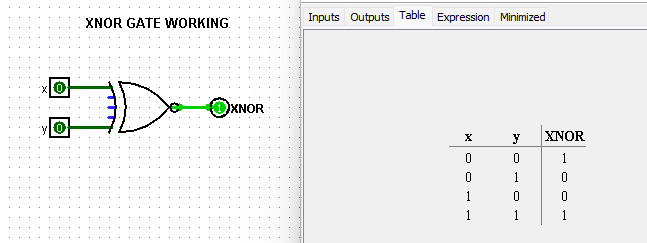 XNOR GATE WORKING
x 0
y 0
1 XNOR
Inputs Outputs Table Expression Minimized
x y XNOR
0 0 1
0 1 0
1 0 0
1 1 1